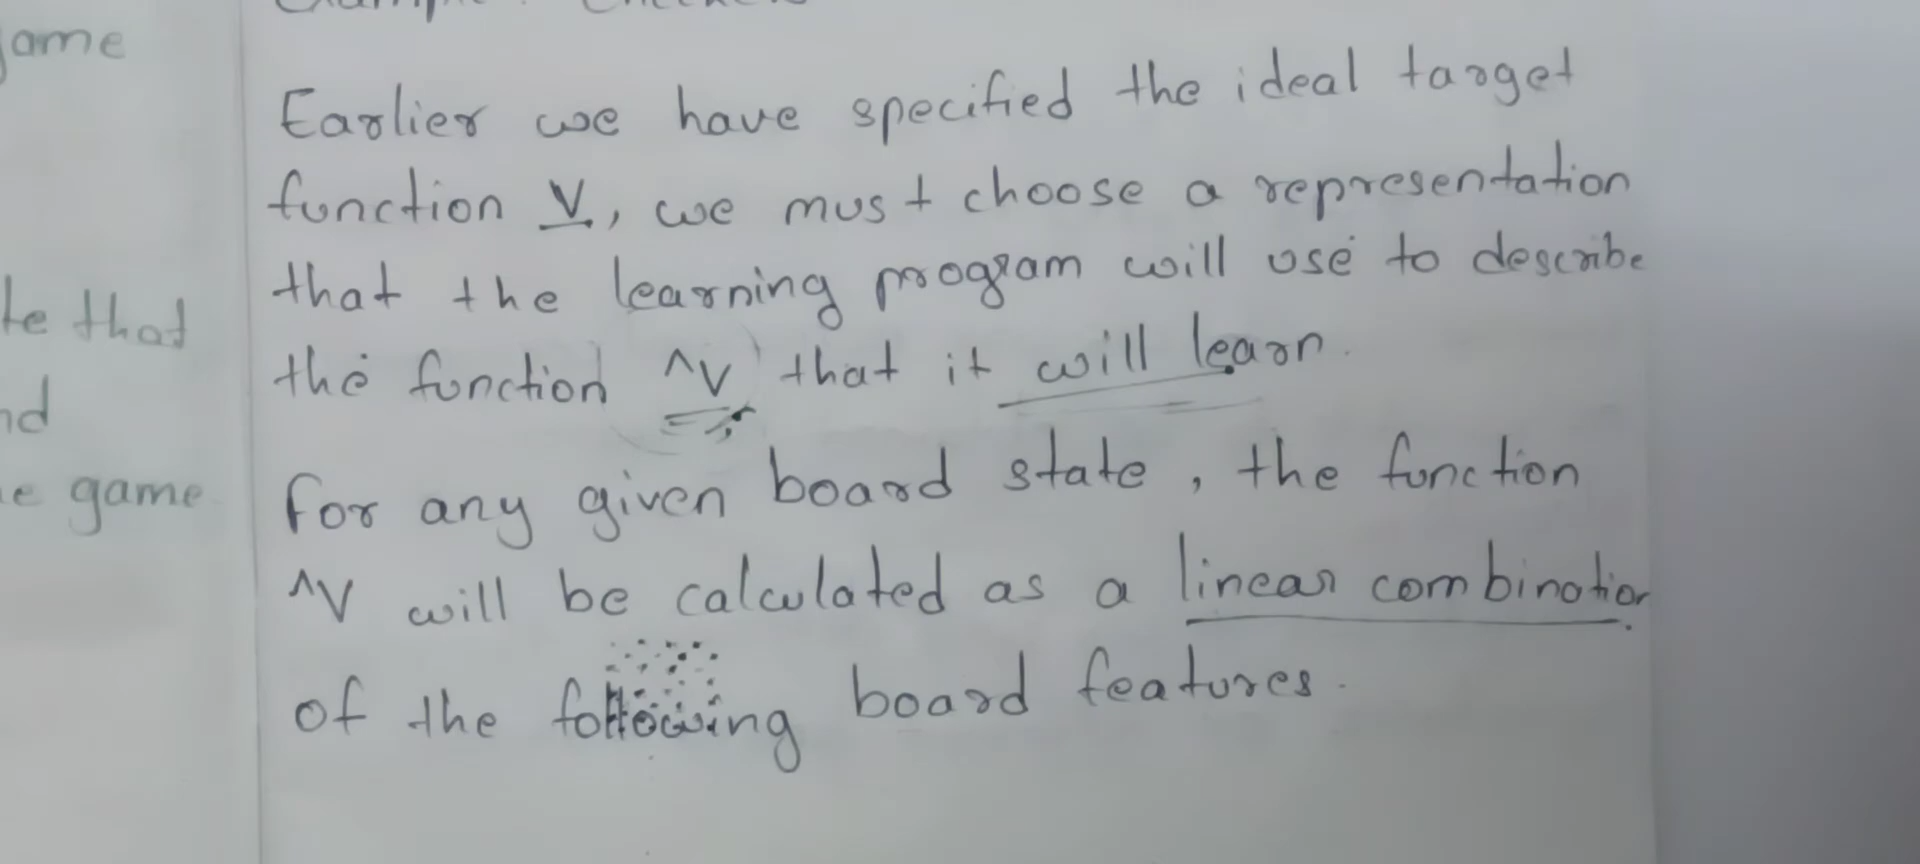 game
te that
nd
e game
Earlier we have specified the ideal target
function V, we must choose a representation
that the learning program will use to describe
the function ^V that it will learn.
for any given board state, the function
^V will be calculated as a linear combination
of the following board features.